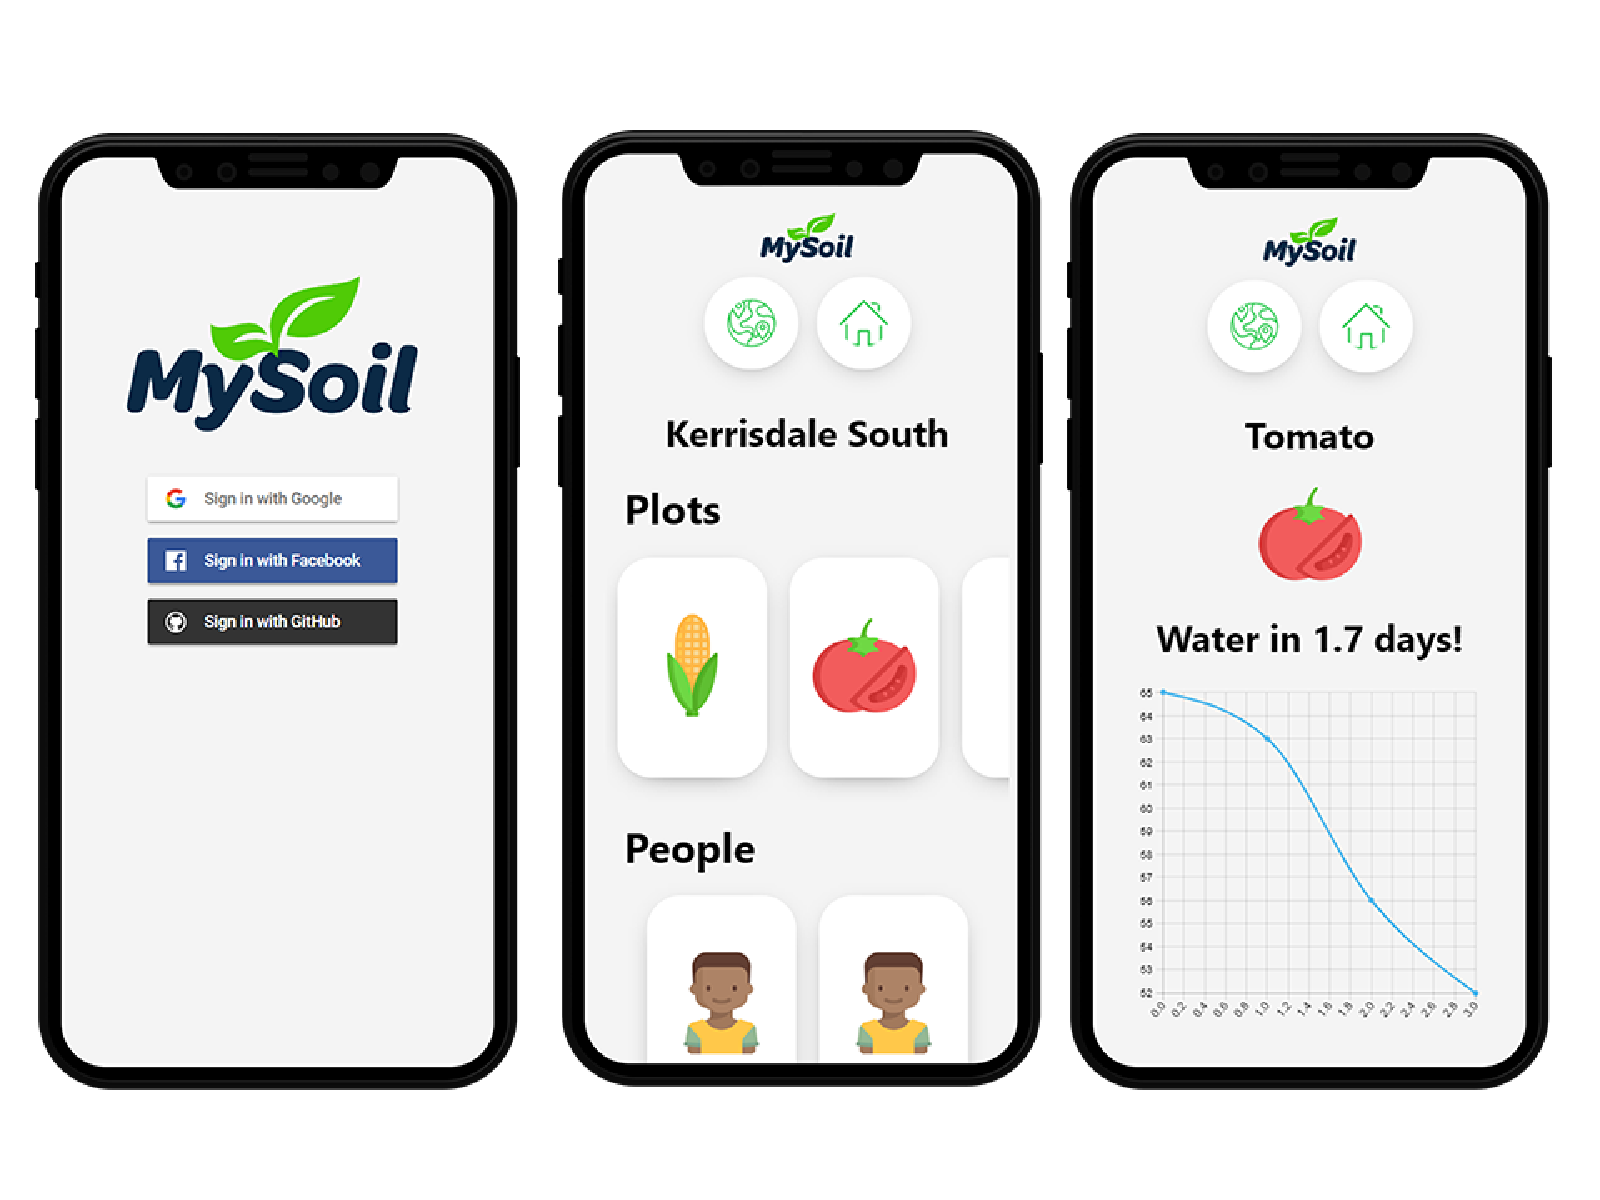 MySoil
Sign in with Google
Sign in with Facebook
Sign in with GitHub
MySoil
Kerrisdale South
Plots
People
MySoil
Tomato
Water in 1.7 days!
65
64
63
62
61
60
59
58
57
56
55
54
53
52
0.0 0.2 0.4 0.6 0.8 1.0 1.2 1.4 1.6 1.8 2.0 2.2 2.4 2.6 2.8 3.0